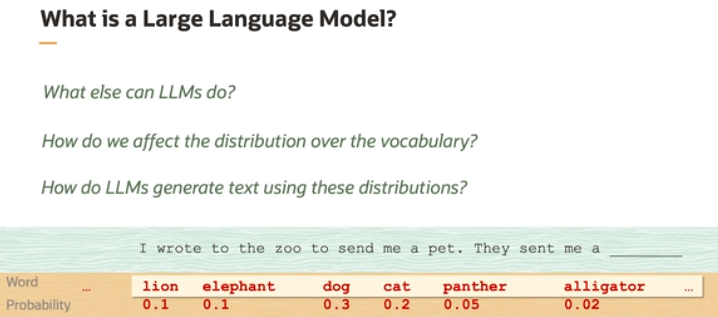 What is a Large Language Model?
What else can LLMs do?
How do we affect the distribution over the vocabulary?
How do LLMs generate text using these distributions?
I wrote to the zoo to send me a pet. They sent me a ________
Word ... lion elephant dog cat panther alligator ...
Probability 0.1 0.1 0.3 0.2 0.05 0.02